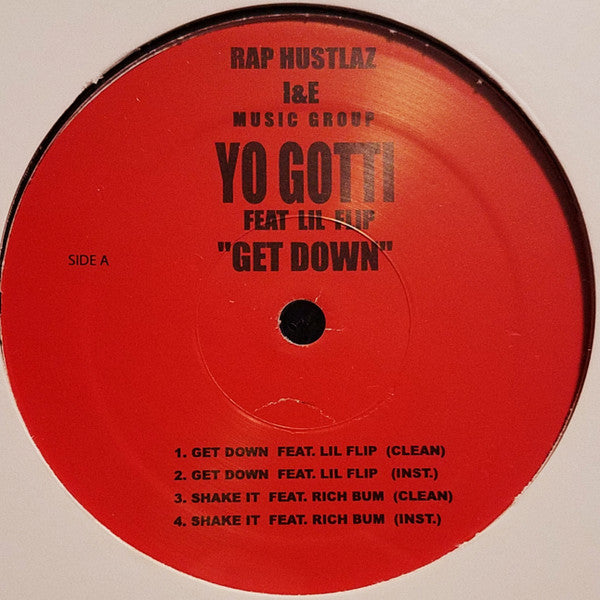 RAP HUSTLAZ
I&E
MUSIC GROUP
YO GOTTI
FEAT LIL FLIP
"GET DOWN"
SIDE A
1. GET DOWN FEAT. LIL FLIP (CLEAN)
2. GET DOWN FEAT. LIL FLIP (INST.)
3. SHAKE IT FEAT. RICH BUM (CLEAN)
4. SHAKE IT FEAT. RICH BUM (INST.)